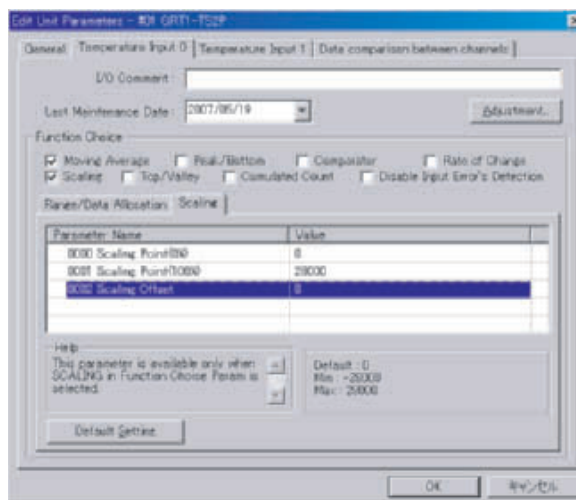 Edit Unit Parameters - #01 GRT1-TS2P
General Temperature Input 0 Temperature Input 1 Data comparison between channels
I/O Comment :
Last Maintenance Date : 2007/05/19 Adjustment..
Function Choice
Moving Average Peak/Bottom Comparator Rate of Change
Scaling Top/Valley Cumulated Count Disable Input Error's Detection
Range/Data Allocation Scaling
Parameter Name Value
Scaling Point(0%) 0
Scaling Point(100%) 28000
Scaling Offset 0
Help
This parameter is available only when
SCALING in Function Choice Param is
selected.
Default : 0
Min : -28000
Max : 28000
Default Setting
OK キャンセル